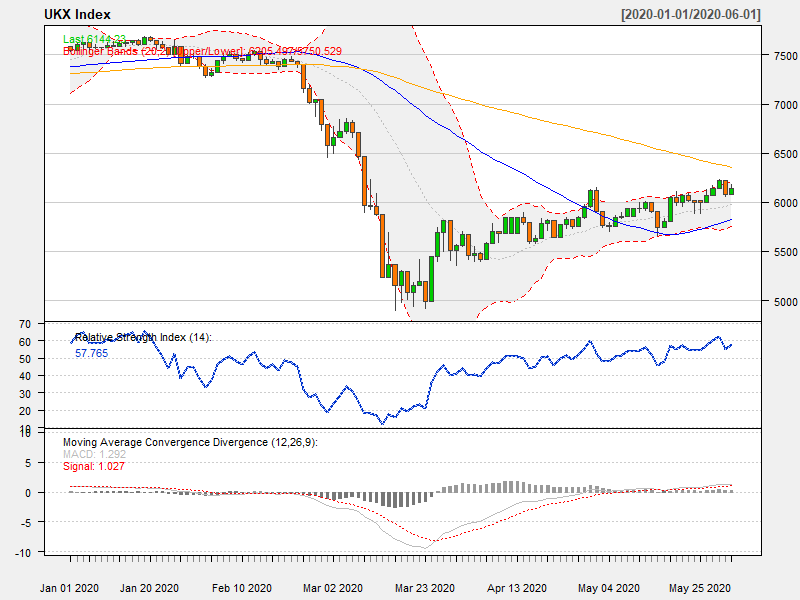 UKX Index [2020-01-01/2020-06-01]
Last 6144.23
Bollinger Bands (20,2) [Upper/Lower]: 6205.497/5750.529
7500
7000
6500
6000
5500
5000
Relative Strength Index (14):
57.765
70
60
50
40
30
20
10
Moving Average Convergence Divergence (12,26,9):
MACD: 1.292
Signal: 1.027
10
5
0
-5
-10
Jan 01 2020 Jan 20 2020 Feb 10 2020 Mar 02 2020 Mar 23 2020 Apr 13 2020 May 04 2020 May 25 2020